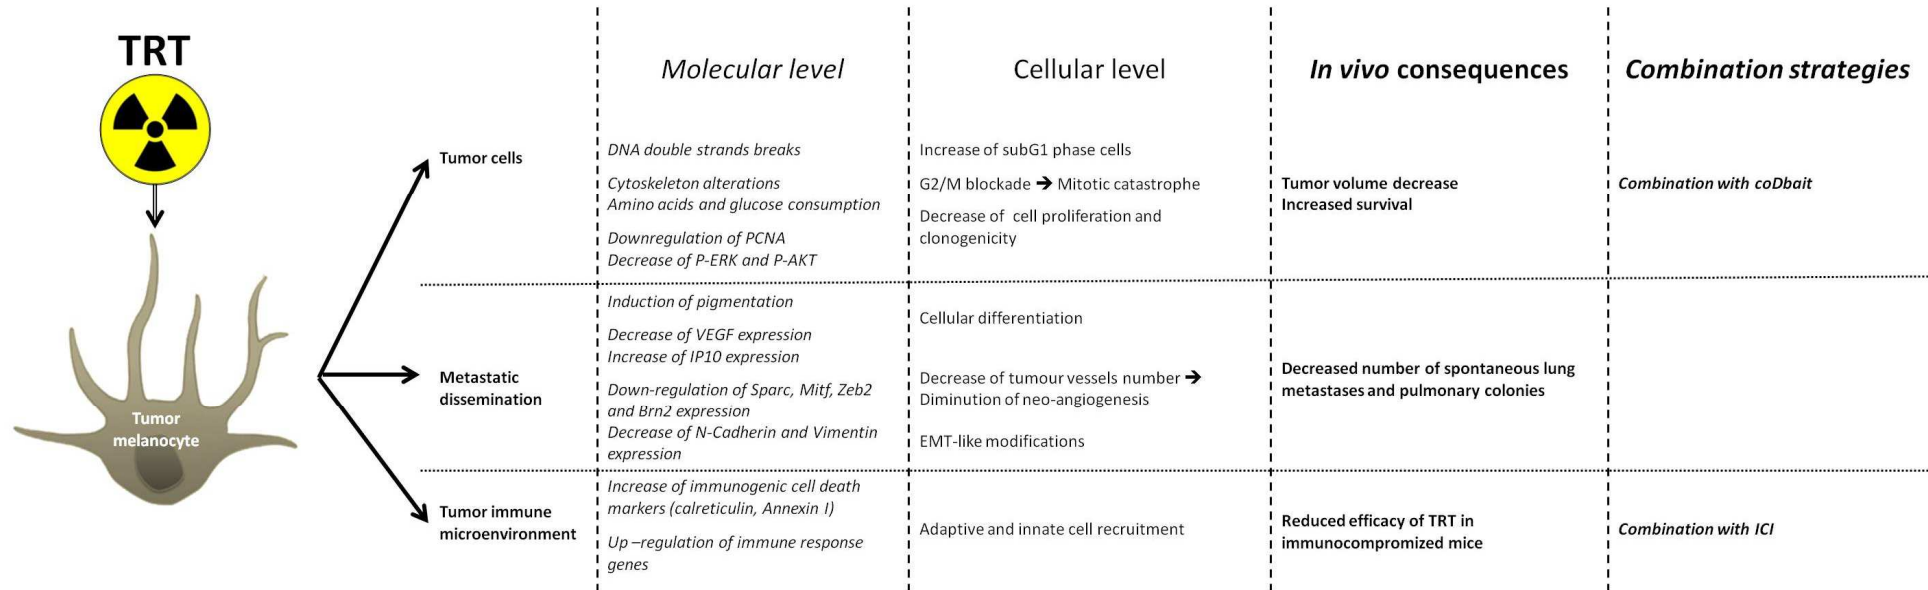 TRT
Tumor
melanocyte
Molecular level
Cellular level
In vivo consequences
Combination strategies
Tumor cells
DNA double strands breaks
Cytoskeleton alterations
Amino acids and glucose consumption
Downregulation of PCNA
Decrease of P-ERK and P-AKT
Increase of subG1 phase cells
G2/M blockade ➔ Mitotic catastrophe
Decrease of cell proliferation and
clonogenicity
Tumor volume decrease
Increased survival
Combination with coDbait
Metastatic
dissemination
Induction of pigmentation
Decrease of VEGF expression
Increase of IP10 expression
Down-regulation of Sparc, Mitf, Zeb2
and Brn2 expression
Decrease of N-Cadherin and Vimentin
expression
Cellular differentiation
Decrease of tumour vessels number ➔
Diminution of neo-angiogenesis
EMT-like modifications
Decreased number of spontaneous lung
metastases and pulmonary colonies
Tumor immune
microenvironment
Increase of immunogenic cell death
markers (calreticulin, Annexin I)
Up –regulation of immune response
genes
Adaptive and innate cell recruitment
Reduced efficacy of TRT in
immunocompromized mice
Combination with ICI